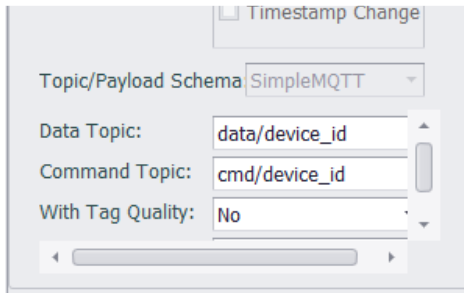 Timestamp Change
Topic/Payload Schema SimpleMQTT
Data Topic: data/device_id
Command Topic: cmd/device_id
With Tag Quality: No